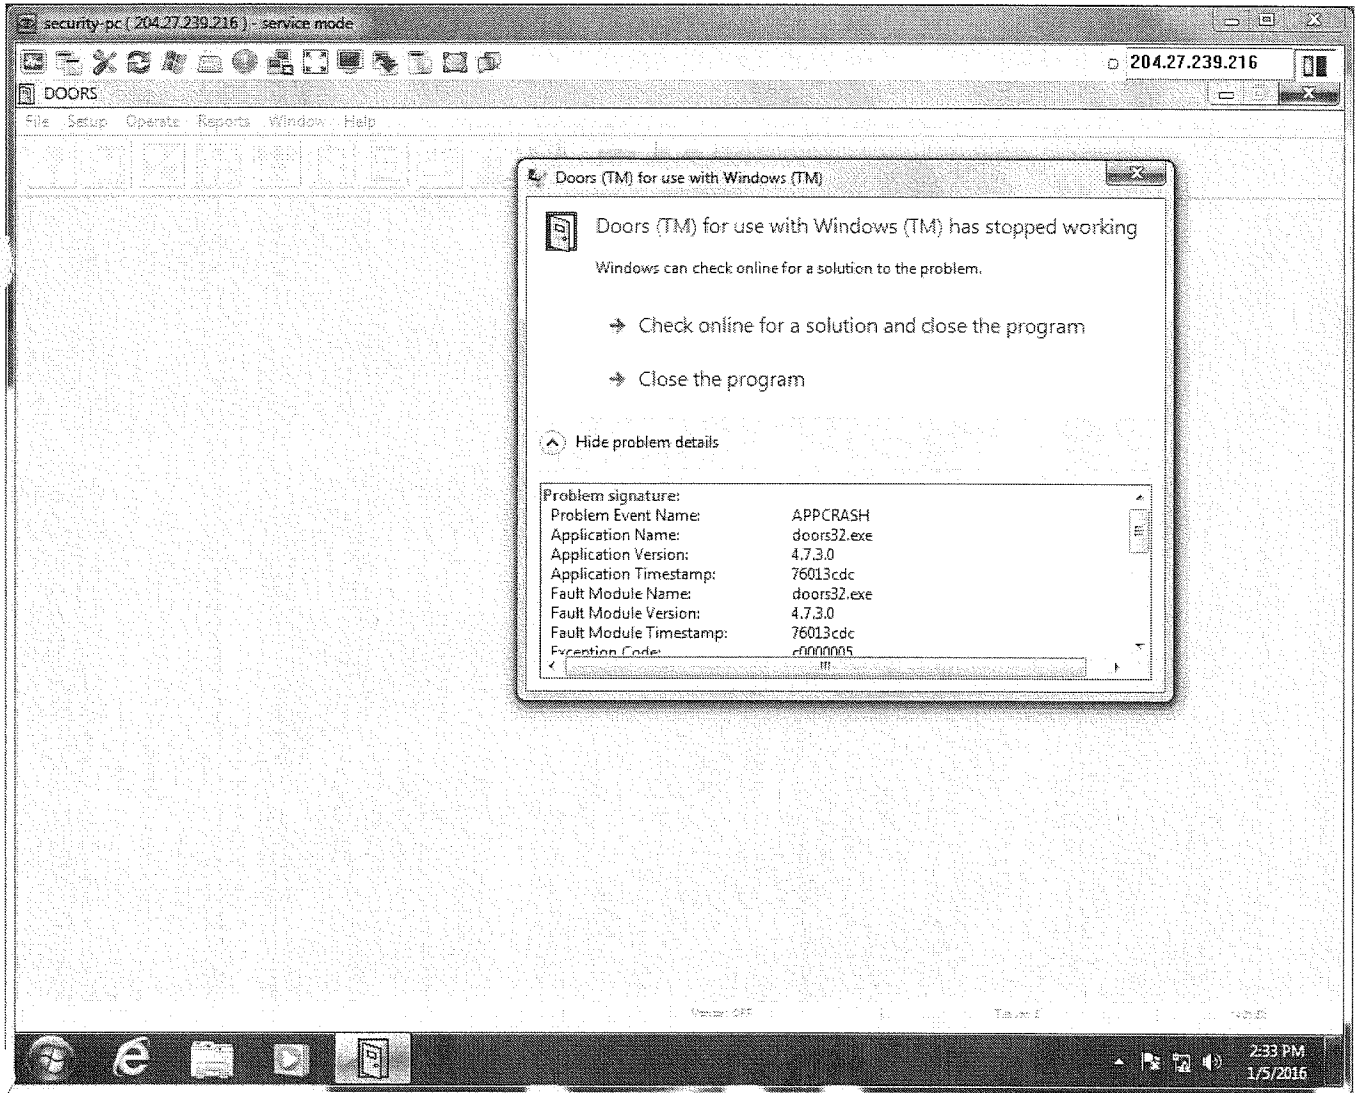 security-pc ( 204.27.239.216 ) - service mode
204.27.239.216
DOORS
File Setup Operate Reports Window Help
Doors (TM) for use with Windows (TM)
Doors (TM) for use with Windows (TM) has stopped working
Windows can check online for a solution to the problem.
Check online for a solution and close the program
Close the program
Hide problem details
Problem signature:
Problem Event Name: APPCRASH
Application Name: doors32.exe
Application Version: 4.7.3.0
Application Timestamp: 76013cdc
Fault Module Name: doors32.exe
Fault Module Version: 4.7.3.0
Fault Module Timestamp: 76013cdc
Exception Code: c0000005
2:33 PM
1/5/2016